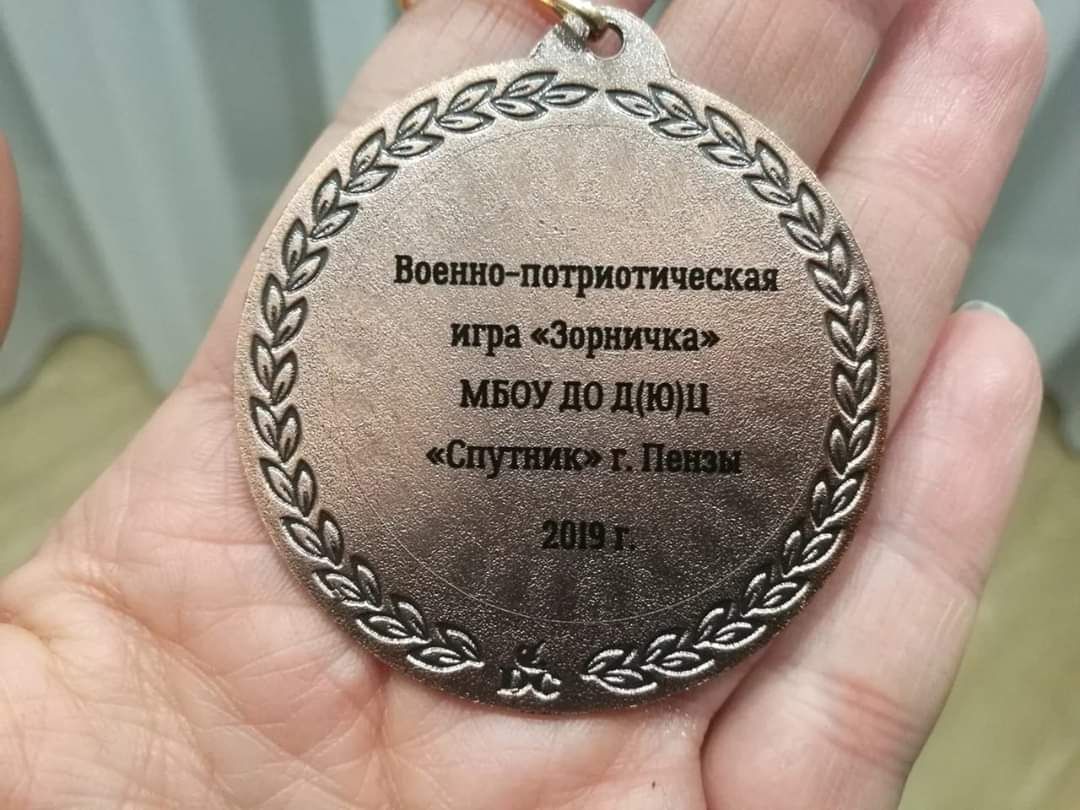 Военно-потриотическая
игра «Зорничка»
МБОУ ДО Д(Ю)Ц
«Спутник» г. Пензы
2019 г.